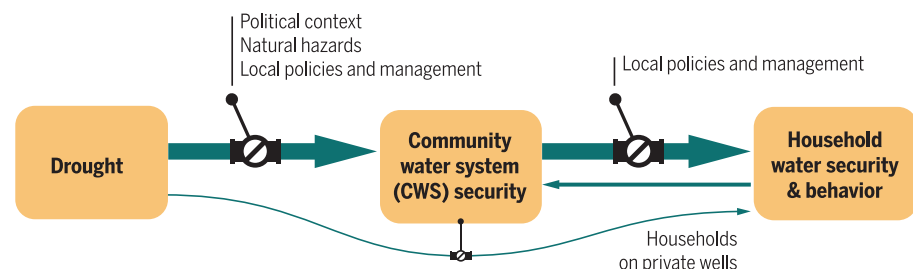 Political context
Natural hazards
Local policies and management
Local policies and management
Drought
Community
water system
(CWS) security
Household
water security
& behavior
Households
on private wells